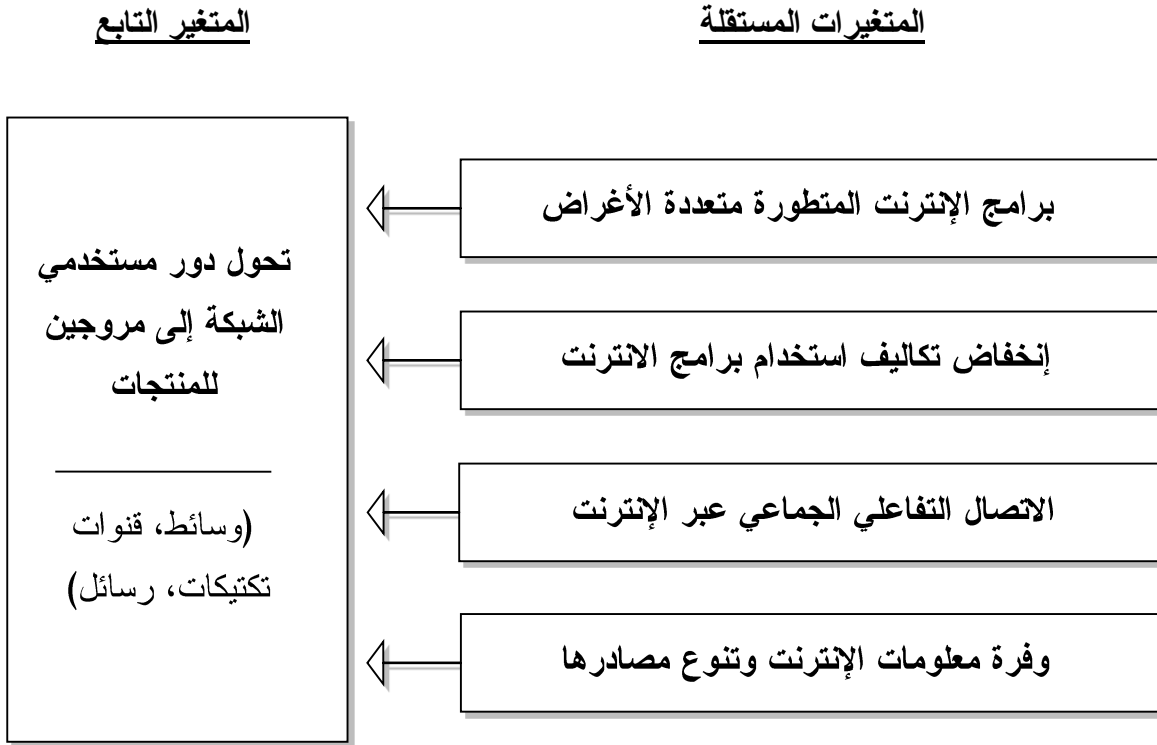 المتغيرات المستقلة
المتغير التابع
برامج الإنترنت المتطورة متعددة الأغراض
إنخفاض تكاليف استخدام برامج الانترنت
الاتصال التفاعلي الجماعي عبر الإنترنت
وفرة معلومات الإنترنت وتنوع مصادرها
تحول دور مستخدمي
الشبكة إلى مروجين
للمنتجات
(وسائط، قنوات
تكتيكات، رسائل)